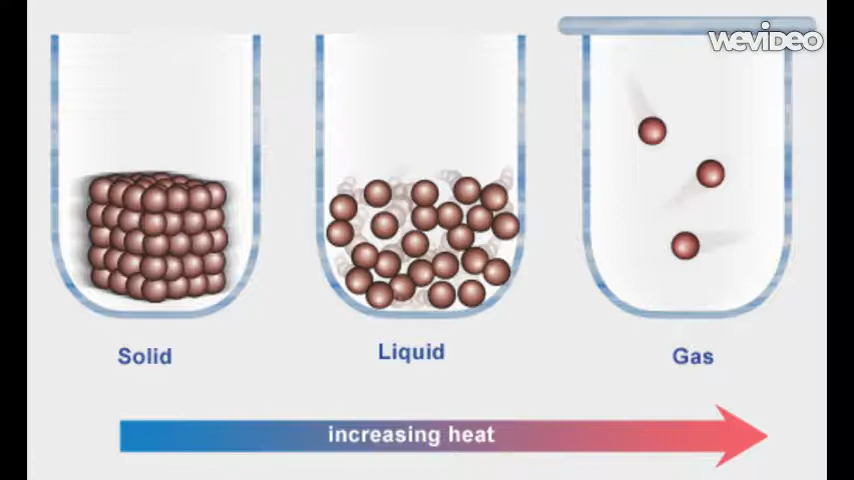 WEVIDEO
Solid
Liquid
Gas
increasing heat